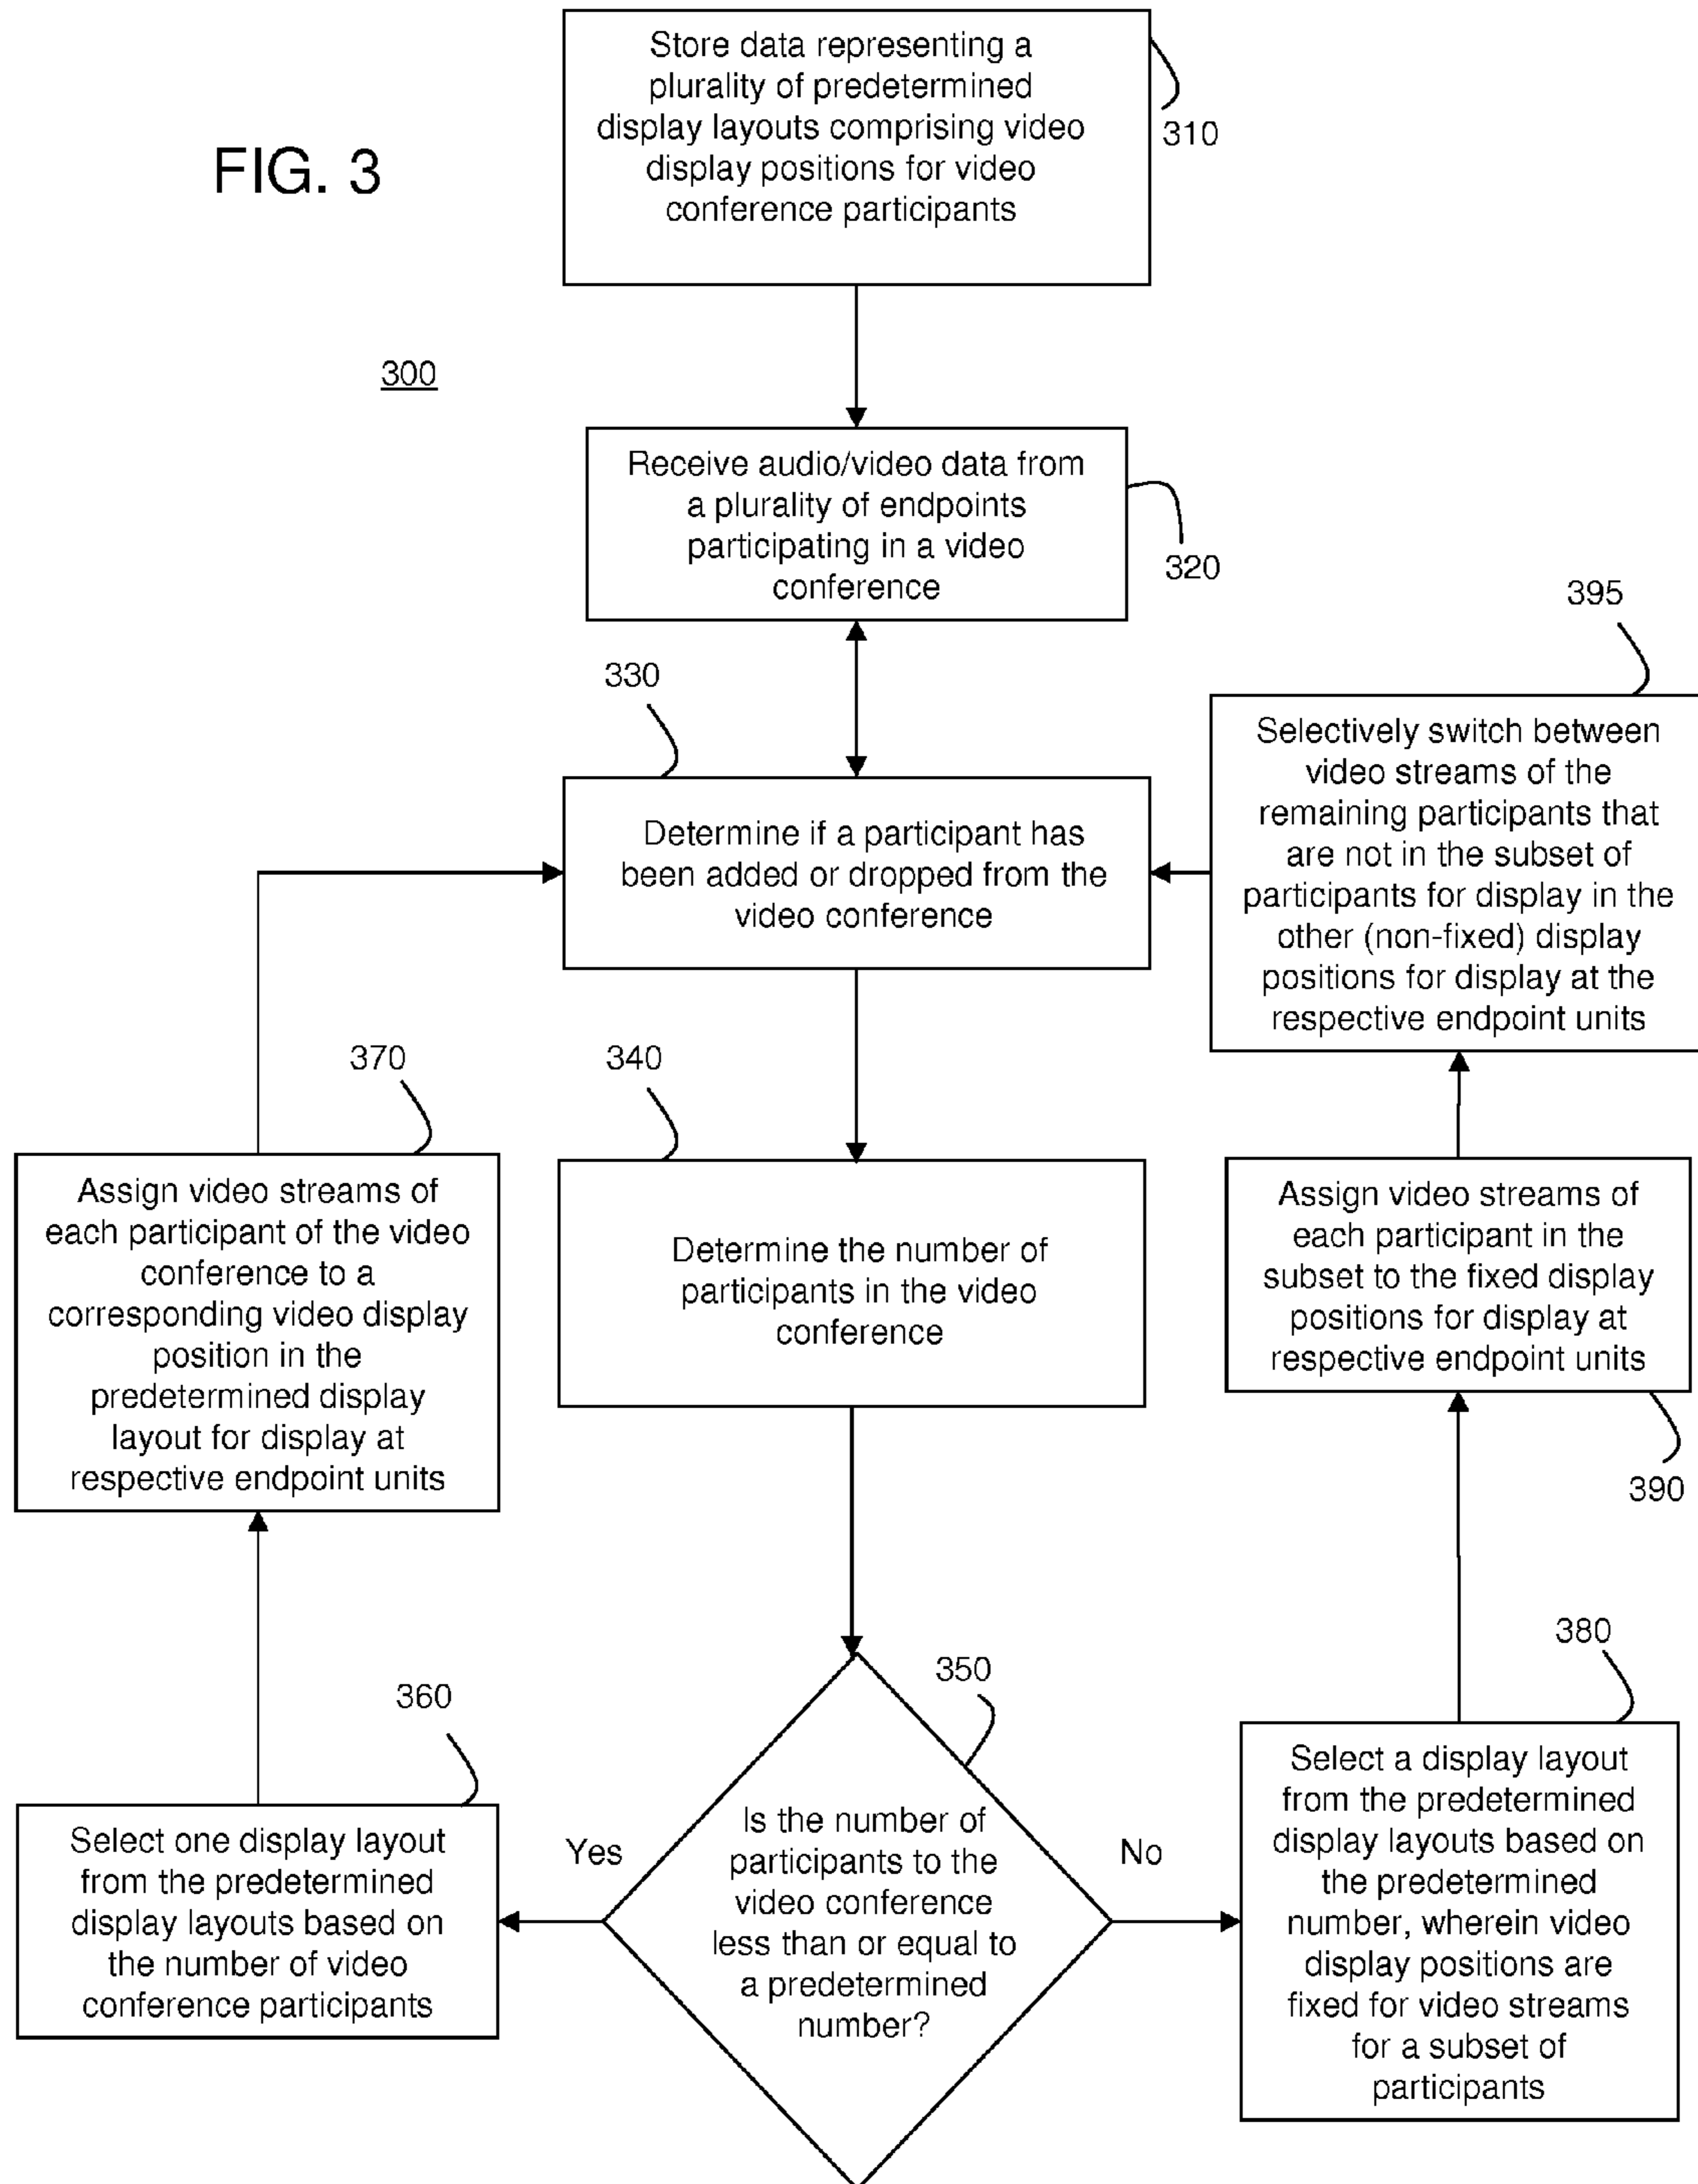 Store data representing a
plurality of predetermined
display layouts comprising video
display positions for video
conference participants
310
FIG. 3
300
Receive audio/video data from
a plurality of endpoints
participating in a video
conference
320
330
Determine if a participant has
been added or dropped from the
video conference
395
Selectively switch between
video streams of the
remaining participants that
are not in the subset of
participants for display in the
other (non-fixed) display
positions for display at the
respective endpoint units
370
Assign video streams of
each participant of the video
conference to a
corresponding video display
position in the
predetermined display
layout for display at
respective endpoint units
340
Determine the number of
participants in the video
conference
Assign video streams of
each participant in the
subset to the fixed display
positions for display at
respective endpoint units
390
360
Select one display layout
from the predetermined
display layouts based on
the number of video
conference participants
Yes
350
Is the number of
participants to the
video conference
less than or equal to
a predetermined
number?
No
380
Select a display layout
from the predetermined
display layouts based on
the predetermined
number, wherein video
display positions are
fixed for video streams
for a subset of
participants